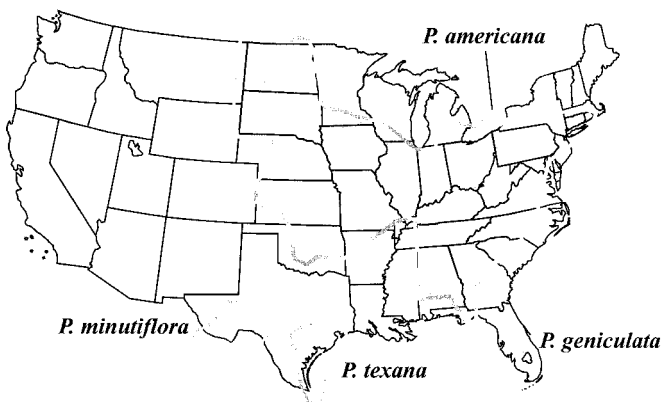 P. americana
P. minutiflora
P. geniculata
P. texana